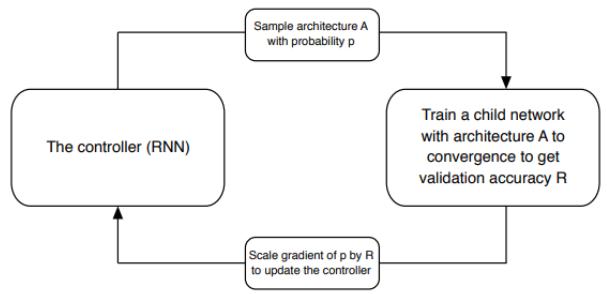 Sample architecture A
with probability p
The controller (RNN)
Train a child network
with architecture A to
convergence to get
validation accuracy R
Scale gradient of p by R
to update the controller